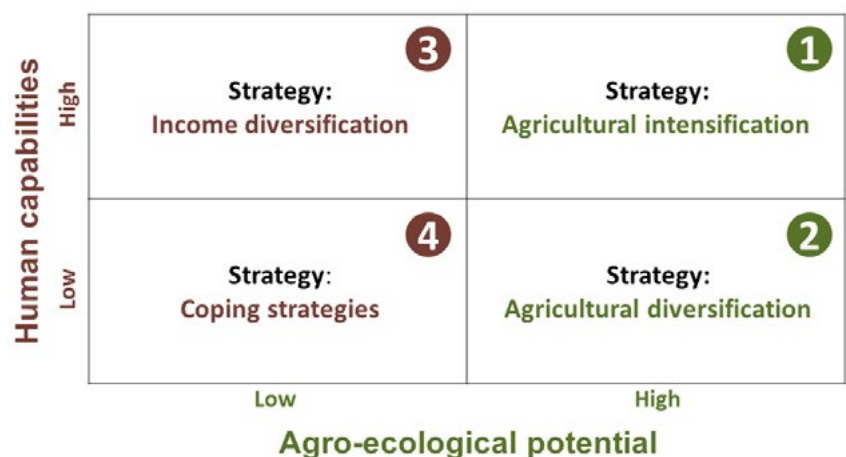 Human capabilities
High
Low
3
Strategy:
Income diversification
1
Strategy:
Agricultural intensification
4
Strategy:
Coping strategies
2
Strategy:
Agricultural diversification
Low
High
Agro-ecological potential